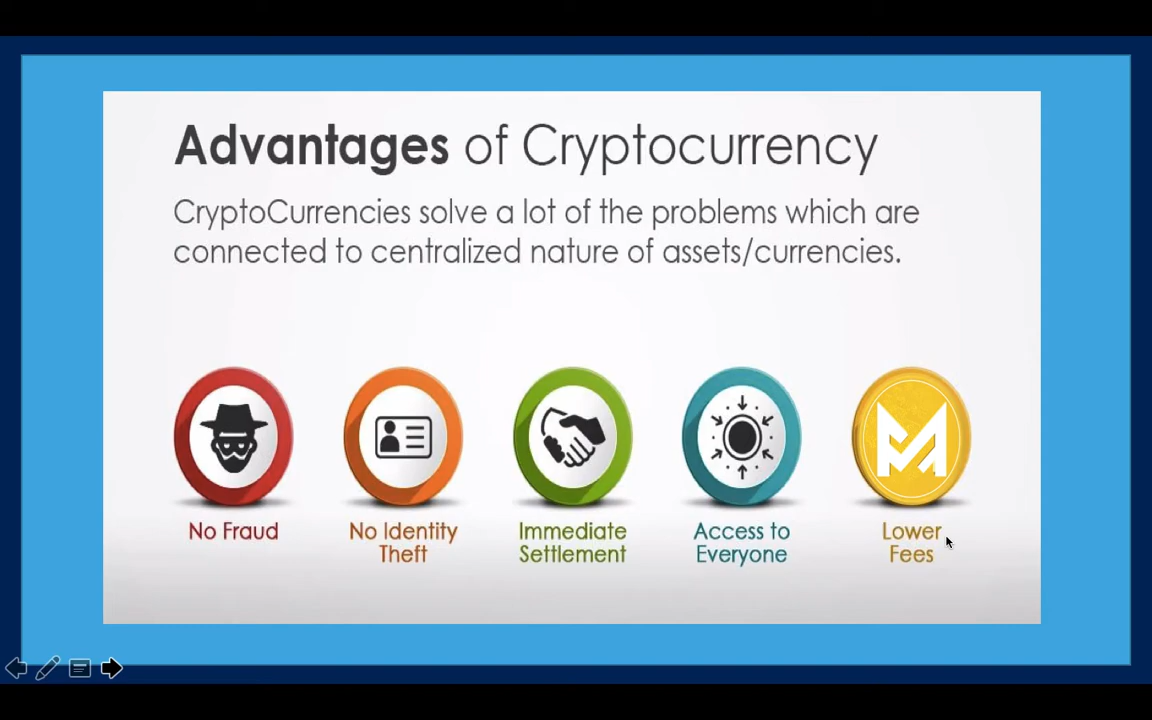 Advantages of Cryptocurrency
CryptoCurrencies solve a lot of the problems which are
connected to centralized nature of assets/currencies.
No Fraud
No Identity
Theft
Immediate
Settlement
Access to
Everyone
Lower
Fees